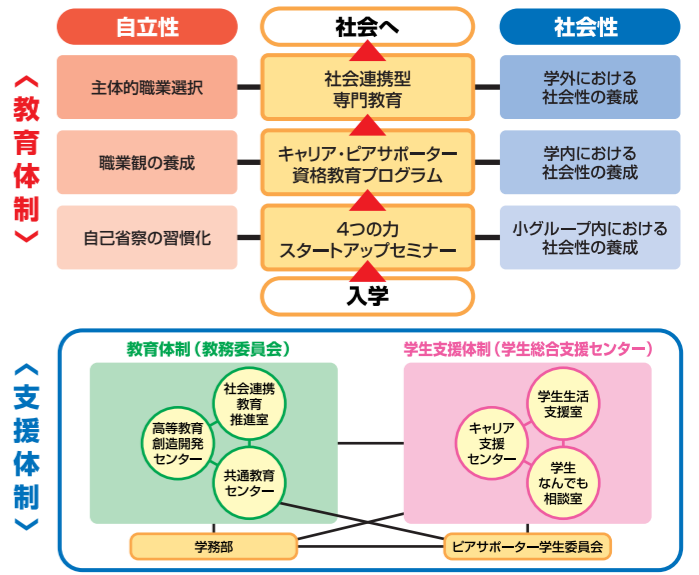 自立性
社会へ
社会性
〈教育体制〉
主体的職業選択
社会連携型
専門教育
学外における
社会性の養成
職業観の養成
キャリア・ピアサポーター
資格教育プログラム
学内における
社会性の養成
自己省察の習慣化
4つの力
スタートアップセミナー
小グループ内における
社会性の養成
入学
〈支援体制〉
教育体制（教務委員会）
社会連携
教育
推進室
高等教育
創造開発
センター
共通教育
センター
学生支援体制（学生総合支援センター）
学生生活
支援室
キャリア
支援
センター
学生
なんでも
相談室
学務部
ピアサポーター学生委員会